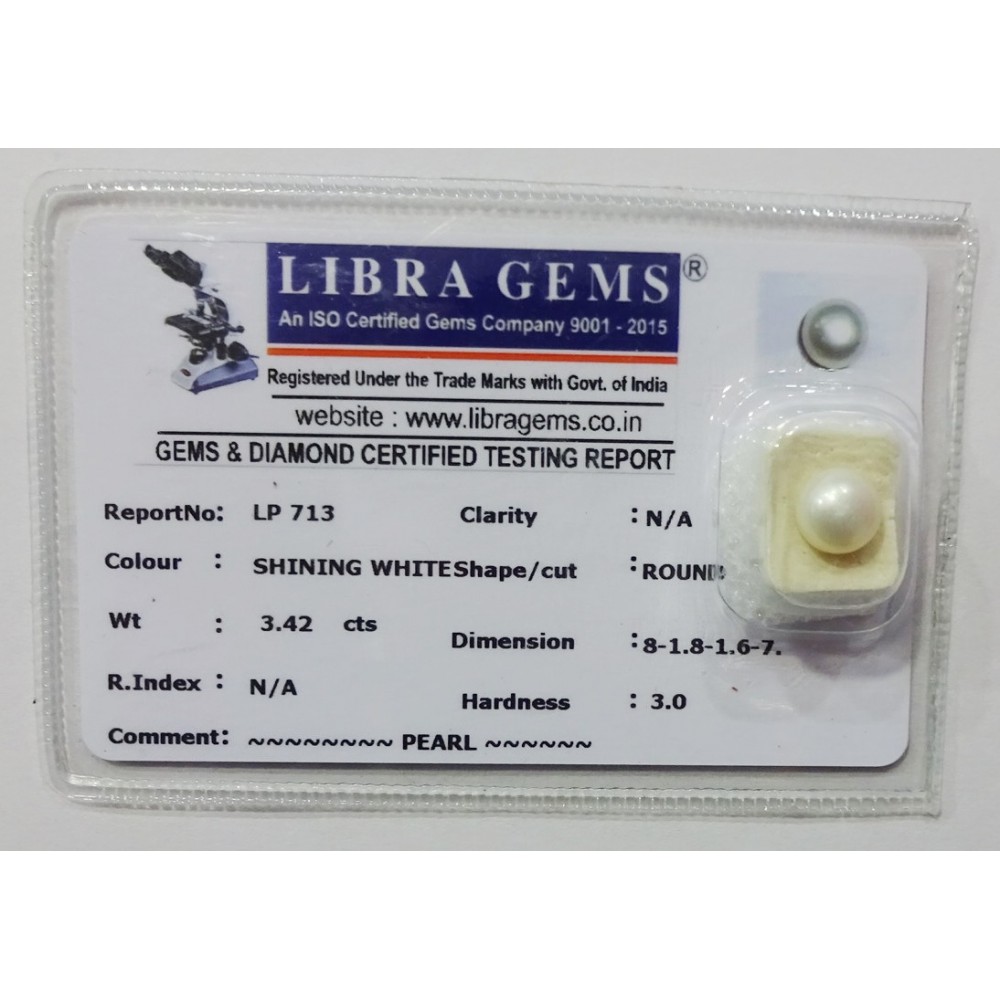 LIBRA GEMS ®
An ISO Certified Gems Company 9001 - 2015
Registered Under the Trade Marks with Govt. of India
website : www.libragems.co.in
GEMS & DIAMOND CERTIFIED TESTING REPORT
ReportNo: LP 713 Clarity : N/A
Colour : SHINING WHITE Shape/cut : ROUND
Wt : 3.42 cts Dimension : 8-1.8-1.6-7.
R.Index : N/A Hardness : 3.0
Comment: ~~~~~~~~ PEARL ~~~~~~